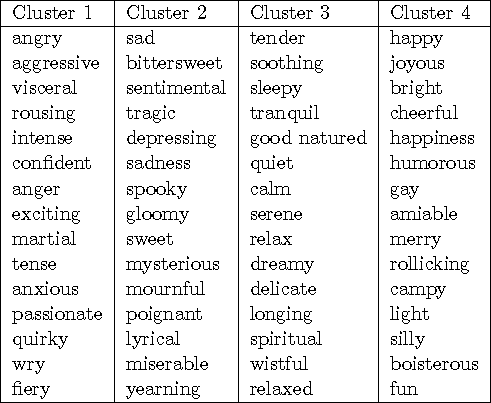 Cluster 1 Cluster 2 Cluster 3 Cluster 4
angry sad tender happy
aggressive bittersweet soothing joyous
visceral sentimental sleepy bright
rousing tragic tranquil cheerful
intense depressing good natured happiness
confident sadness quiet humorous
anger spooky calm gay
exciting gloomy serene amiable
martial sweet relax merry
tense mysterious dreamy rollicking
anxious mournful delicate campy
passionate poignant longing light
quirky lyrical spiritual silly
wry miserable wistful boisterous
fiery yearning relaxed fun